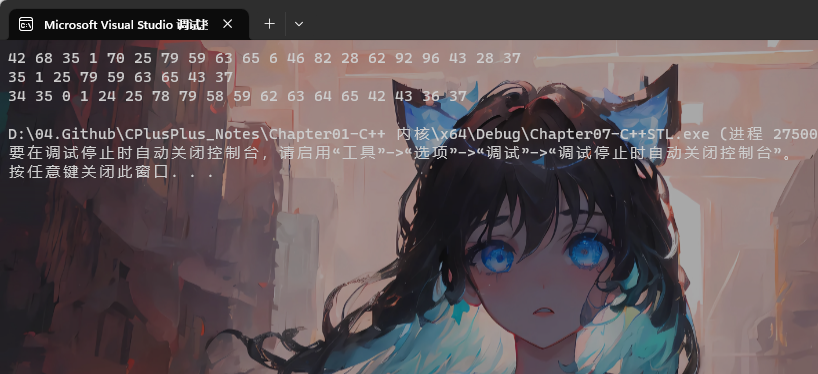 Microsoft Visual Studio 调试
42 68 35 1 70 25 79 59 63 65 6 46 82 28 62 92 96 43 28 37
35 1 25 79 59 63 65 43 37
34 35 0 1 24 25 78 79 58 59 62 63 64 65 42 43 36 37
D:\04.Github\CPlusPlus_Notes\Chapter01-C++ 内核\x64\Debug\Chapter07-C++STL.exe (进程 27500
要在调试停止时自动关闭控制台，请启用“工具”->“选项”->“调试”->“调试停止时自动关闭控制台”。
按任意键关闭此窗口. . .